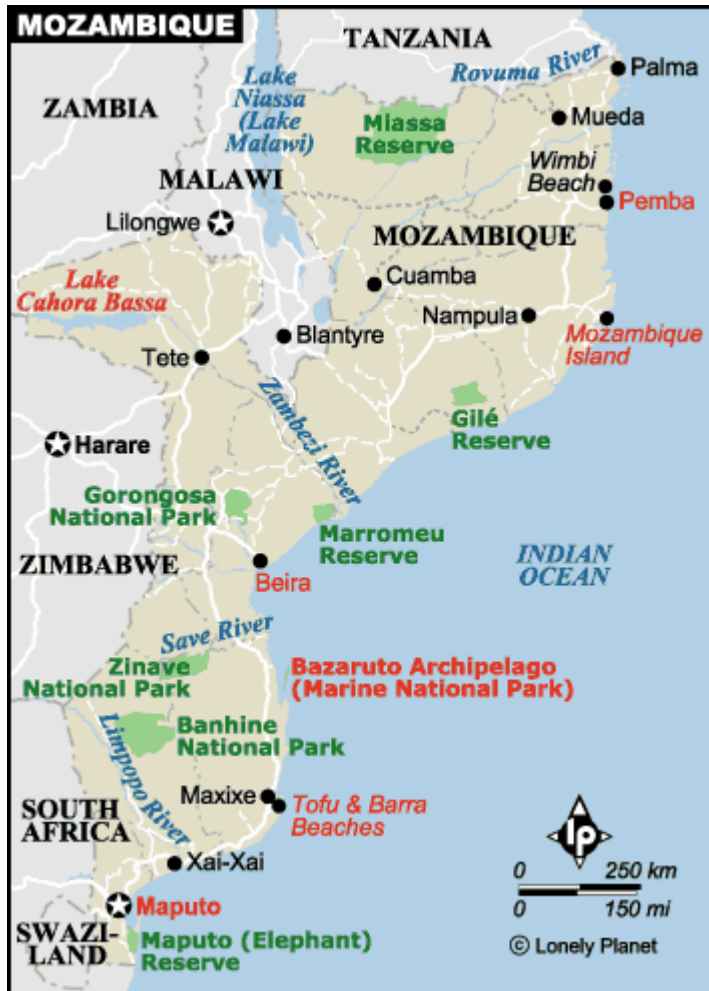 MOZAMBIQUE
TANZANIA
Rovuma River
Palma
Lake
Niassa
(Lake
Malawi)
ZAMBIA
Miassa
Reserve
Mueda
Wimbi
Beach
MALAWI
Pemba
Lilongwe
MOZAMBIQUE
Lake
Cahora Bassa
Cuamba
Nampula
Blantyre
Mozambique
Island
Tete
Zambezi River
Gilé
Reserve
Harare
Gorongosa
National Park
Marromeu
Reserve
INDIAN
OCEAN
ZIMBABWE
Beira
Save River
Zinave
National Park
Bazaruto Archipelago
(Marine National Park)
Banhine
National Park
Limpopo River
Maxixe
Tofu & Barra
Beaches
SOUTH
AFRICA
Xai-Xai
lp
0 250 km
0 150 mi
Maputo
SWAZI-
LAND
Maputo (Elephant)
Reserve
© Lonely Planet